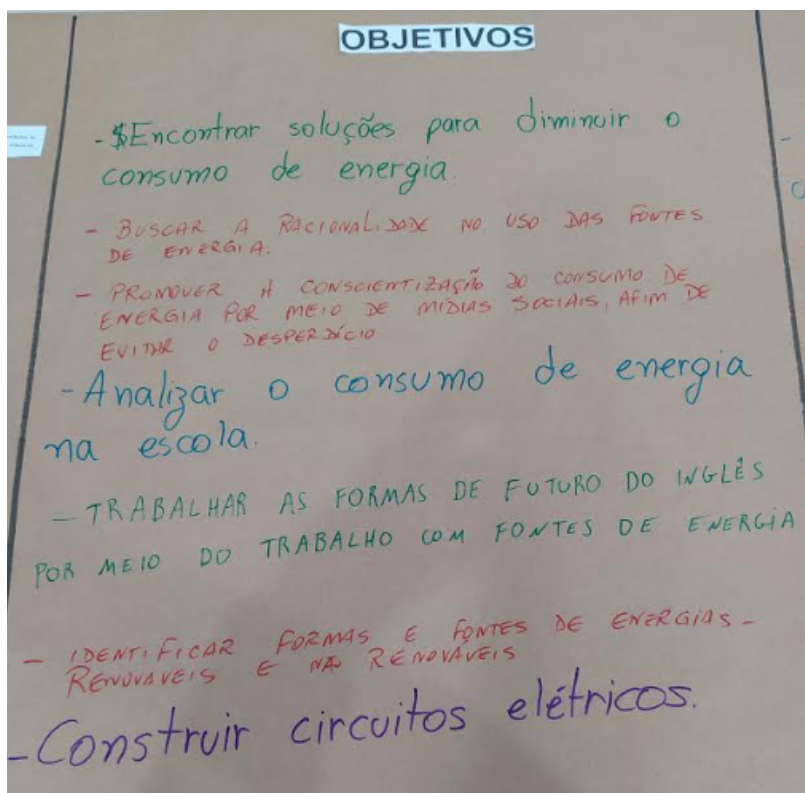 OBJETIVOS
- $Encontrar soluções para diminuir o
consumo de energia.
- BUSCAR A RACIONALIDADE NO USO DAS FONTES
DE ENERGIA.
- PROMOVER A CONSCIENTIZAÇÃO DO CONSUMO DE
ENERGIA POR MEIO DE MÍDIAS SOCIAIS, AFIM DE
EVITAR O DESPERDÍCIO
- Analizar o consumo de energia
na escola.
- TRABALHAR AS FORMAS DE FUTURO DO INGLÊS
POR MEIO DO TRABALHO COM FONTES DE ENERGIA
- IDENTIFICAR FORMAS E FONTES DE ENERGIAS -
RENOVAVEIS E NÃO RENOVAVEIS
- Construir circuitos elétricos.